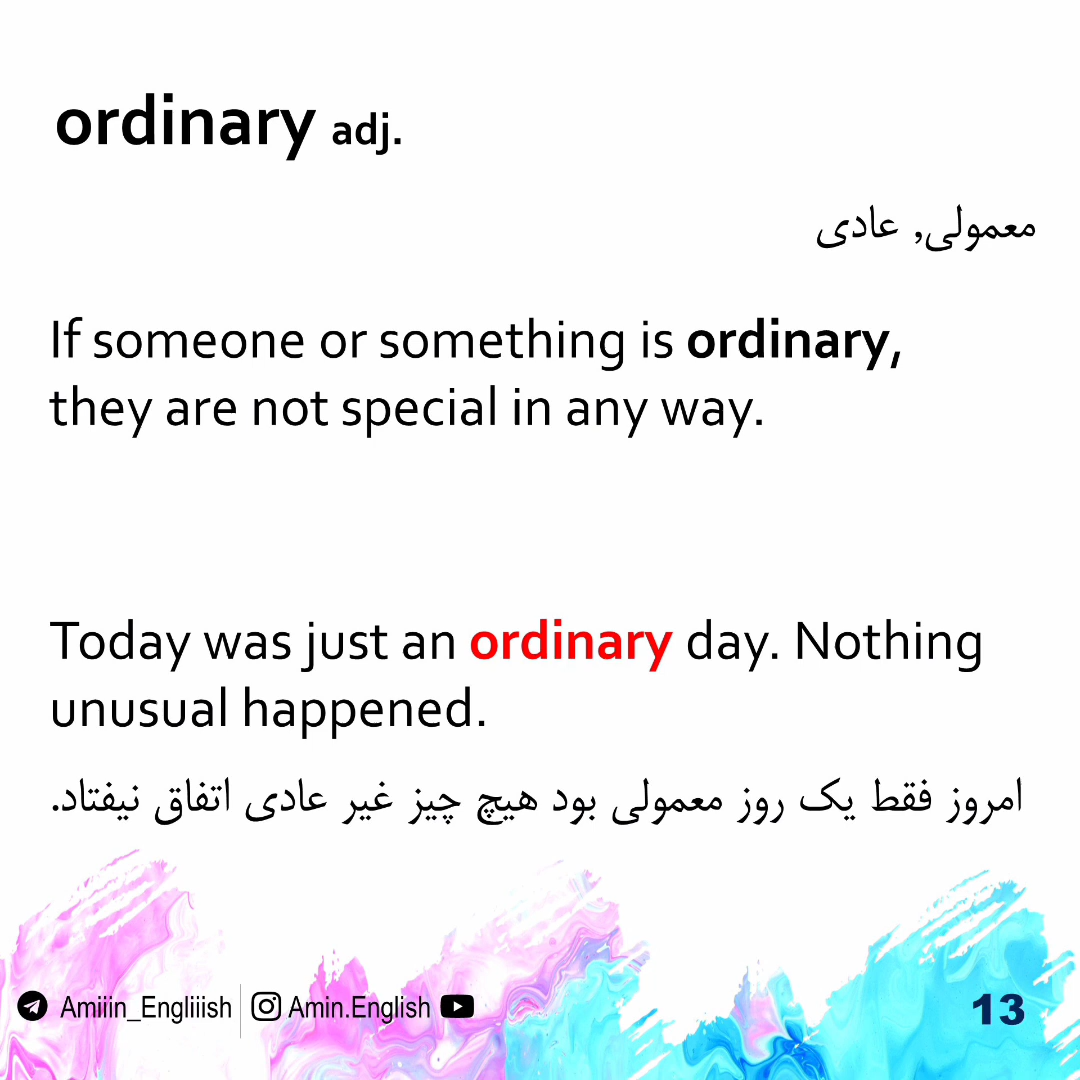 ordinary adj.
معمولی, عادی
If someone or something is ordinary,
they are not special in any way.
Today was just an ordinary day. Nothing
unusual happened.
امروز فقط یک روز معمولی بود هیچ چیز غیر عادی اتفاق نیفتاد.
Amiiin_Engliiish Amin.English 13